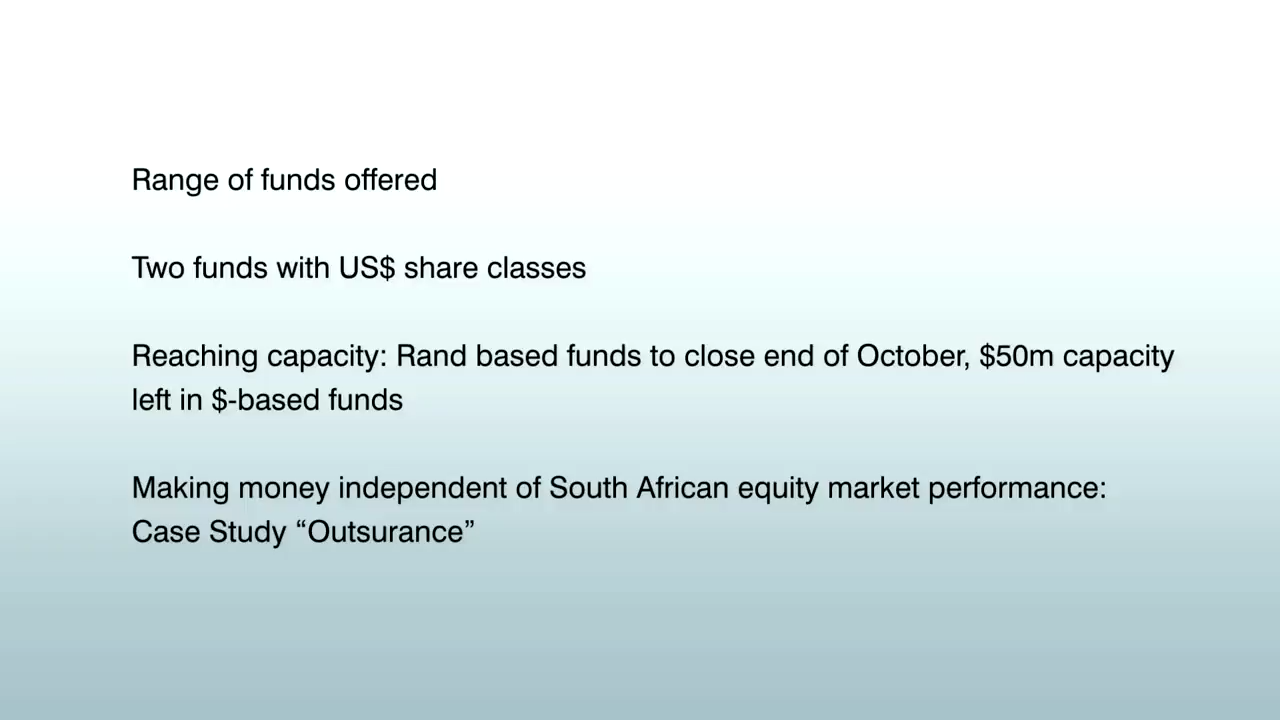 Range of funds offered
Two funds with US$ share classes
Reaching capacity: Rand based funds to close end of October, $50m capacity
left in $-based funds
Making money independent of South African equity market performance:
Case Study “Outsurance”